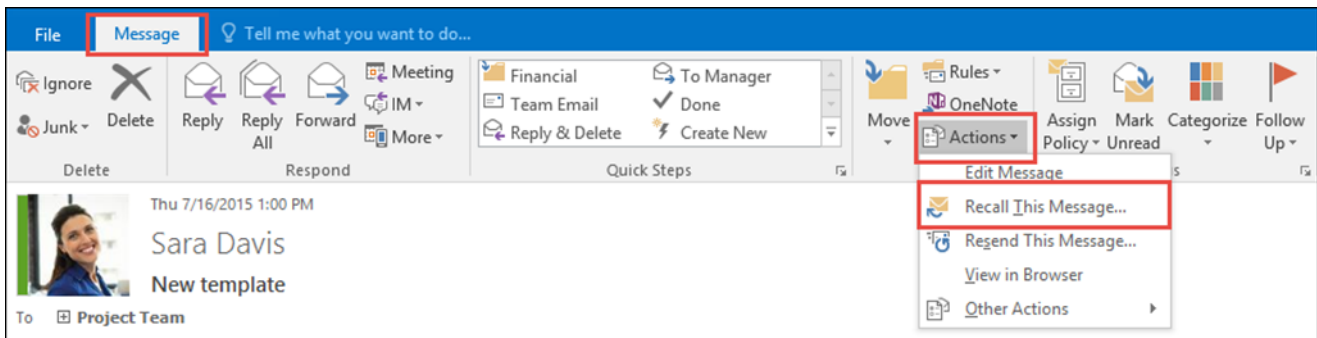 File Message Tell me what you want to do...
Ignore
Junk
Delete
Reply
Reply All
Forward
Meeting
IM
More
Financial
Team Email
Reply & Delete
To Manager
Done
Create New
Move
Rules
OneNote
Actions
Assign Policy
Mark Unread
Categorize
Follow Up
Delete
Respond
Quick Steps
s
Edit Message
Recall This Message...
Resend This Message...
View in Browser
Other Actions
Thu 7/16/2015 1:00 PM
Sara Davis
New template
To Project Team